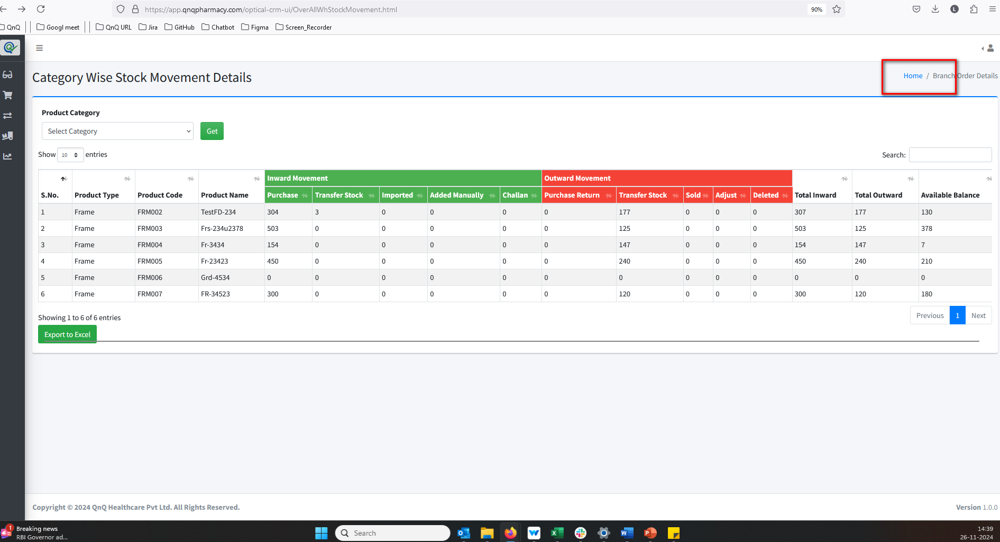 https://app.qnqpharmacy.com/optical-crm-ui/OverAllWhStockMovement.html 90% L
QnQ Googl meet QnQ URL Jira GitHub Chatbot Figma Screen_Recorder
Category Wise Stock Movement Details
Home / Branch Order Details
Product Category
Select Category Get
Show 10 entries Search:
Inward Movement Outward Movement
S.No. Product Type Product Code Product Name Purchase Transfer Stock Imported Added Manually Challan Purchase Return Transfer Stock Sold Adjust Deleted Total Inward Total Outward Available Balance
1 Frame FRM002 TestFD-234 304 3 0 0 0 0 177 0 0 0 307 177 130
2 Frame FRM003 Frs-234u2378 503 0 0 0 0 0 125 0 0 0 503 125 378
3 Frame FRM004 Fr-3434 154 0 0 0 0 0 147 0 0 0 154 147 7
4 Frame FRM005 Fr-23423 450 0 0 0 0 0 240 0 0 0 450 240 210
5 Frame FRM006 Grd-4534 0 0 0 0 0 0 0 0 0 0 0 0 0
6 Frame FRM007 FR-34523 300 0 0 0 0 0 120 0 0 0 300 120 180
Showing 1 to 6 of 6 entries Previous 1 Next
Export to Excel
Copyright © 2024 QnQ Healthcare Pvt Ltd. All Rights Reserved. Version 1.0.0
1 Breaking news
RBI Governor ad...
Search
14:39
26-11-2024